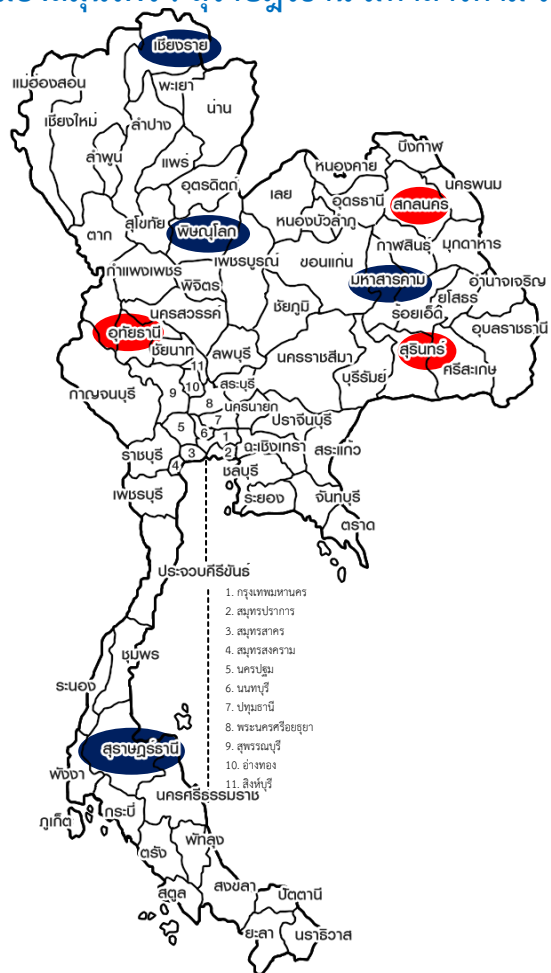 เชียงราย
แม่ฮ่องสอน
พะเยา
น่าน
เชียงใหม่
ลำปาง
ลำพูน
แพร่
อุตรดิตถ์
ตาก
สุโขทัย
พิษณุโลก
กำแพงเพชร
พิจิตร
เพชรบูรณ์
เลย
หนองคาย
บึงกาฬ
อุดรธานี
นครพนม
สกลนคร
หนองบัวลำภู
กาฬสินธุ์
มุกดาหาร
ขอนแก่น
มหาสารคาม
ยโสธร
อำนาจเจริญ
ร้อยเอ็ด
อุบลราชธานี
ชัยภูมิ
นครสวรรค์
อุทัยธานี
ชัยนาท
ลพบุรี
นครราชสีมา
บุรีรัมย์
สุรินทร์
ศรีสะเกษ
11
สระบุรี
กาญจนบุรี
9
10
8
นครนายก
7
ปราจีนบุรี
5
6
1
ฉะเชิงเทรา
สระแก้ว
ราชบุรี
3
2
4
ชลบุรี
เพชรบุรี
ระยอง
จันทบุรี
ตราด
ประจวบคีรีขันธ์
1. กรุงเทพมหานคร
2. สมุทรปราการ
3. สมุทรสาคร
4. สมุทรสงคราม
5. นครปฐม
6. นนทบุรี
7. ปทุมธานี
8. พระนครศรีอยุธยา
9. สุพรรณบุรี
10. อ่างทอง
11. สิงห์บุรี
ชุมพร
ระนอง
สุราษฎร์ธานี
พังงา
นครศรีธรรมราช
ภูเก็ต
กระบี่
ตรัง
พัทลุง
สตูล
สงขลา
ปัตตานี
ยะลา
นราธิวาส